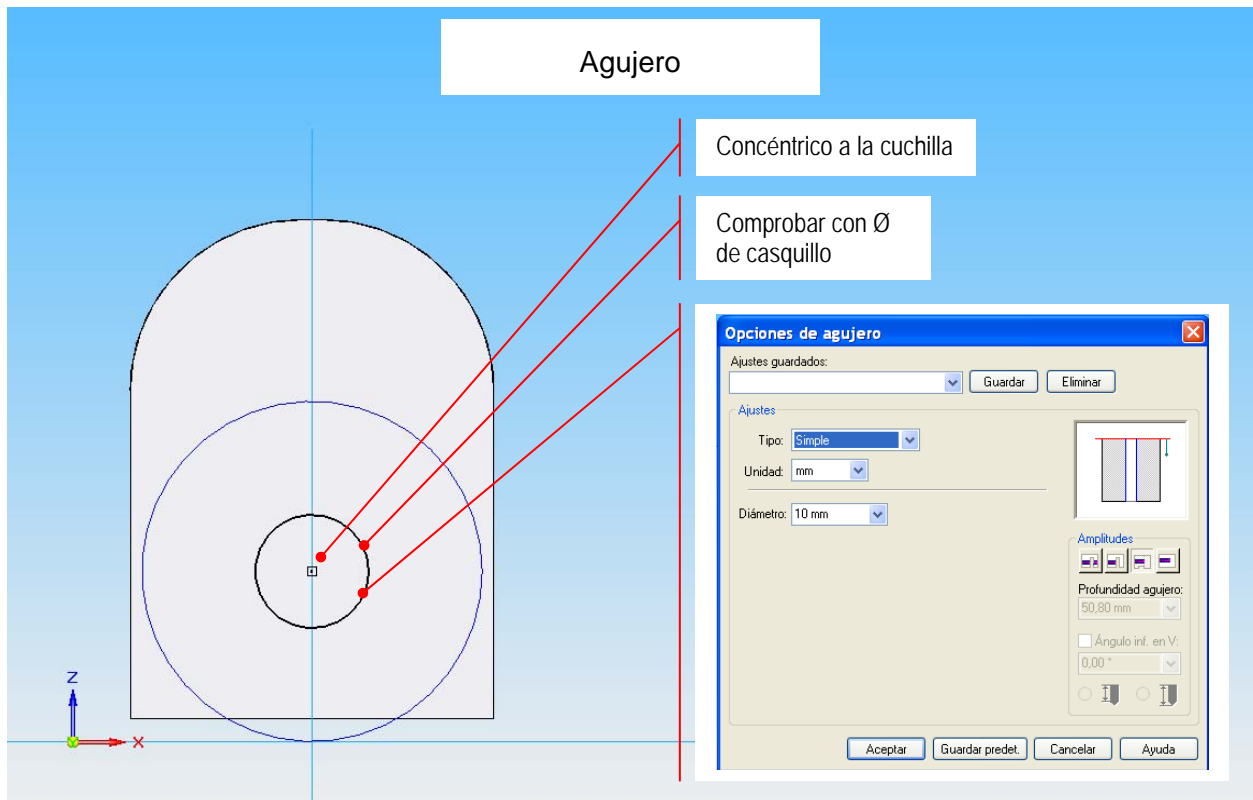 Agujero
Concéntrico a la cuchilla
Comprobar con Ø
de casquillo
Opciones de agujero
Ajustes guardados:
Guardar Eliminar
Ajustes
Tipo: Simple
Unidad: mm
Diámetro: 10 mm
Amplitudes
Profundidad agujero:
50,80 mm
Ángulo inf. en V:
0,00 °
Aceptar Guardar predet. Cancelar Ayuda
Z
X